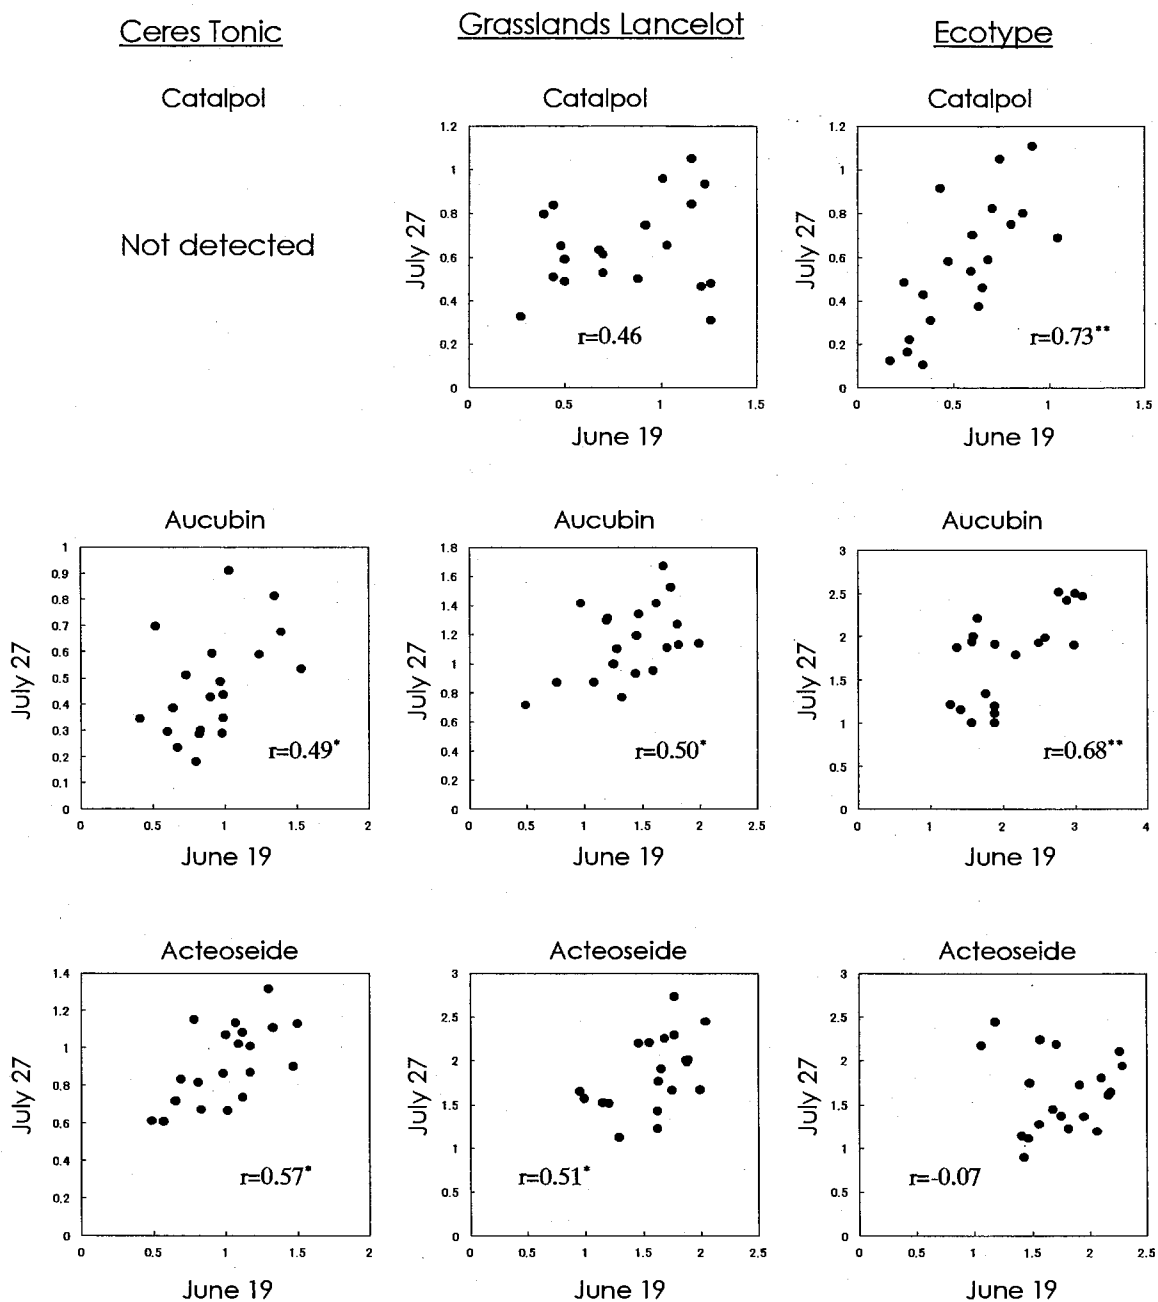 Ceres Tonic
Grasslands Lancelot
Ecotype
Catalpol
Not detected
Catalpol
1.2
1
0.8
0.6
0.4
0.2
0
July 27
r=0.46
0 0.5 1 1.5
June 19
Catalpol
1.2
1
0.8
0.6
0.4
0.2
0
July 27
r=0.73**
0 0.5 1 1.5
June 19
Aucubin
1
0.9
0.8
0.7
0.6
0.5
0.4
0.3
0.2
0.1
0
July 27
r=0.49*
0 0.5 1 1.5 2
June 19
Aucubin
1.8
1.6
1.4
1.2
1
0.8
0.6
0.4
0.2
0
July 27
r=0.50*
0 0.5 1 1.5 2 2.5
June 19
Aucubin
3
2.5
2
1.5
1
0.5
0
July 27
r=0.68**
0 1 2 3 4
June 19
Acteoseide
1.4
1.2
1
0.8
0.6
0.4
0.2
0
July 27
r=0.57*
0 0.5 1 1.5 2
June 19
Acteoseide
3
2.5
2
1.5
1
0.5
0
July 27
r=0.51*
0 0.5 1 1.5 2 2.5
June 19
Acteoseide
3
2.5
2
1.5
1
0.5
0
July 27
r=-0.07
0 0.5 1 1.5 2 2.5
June 19